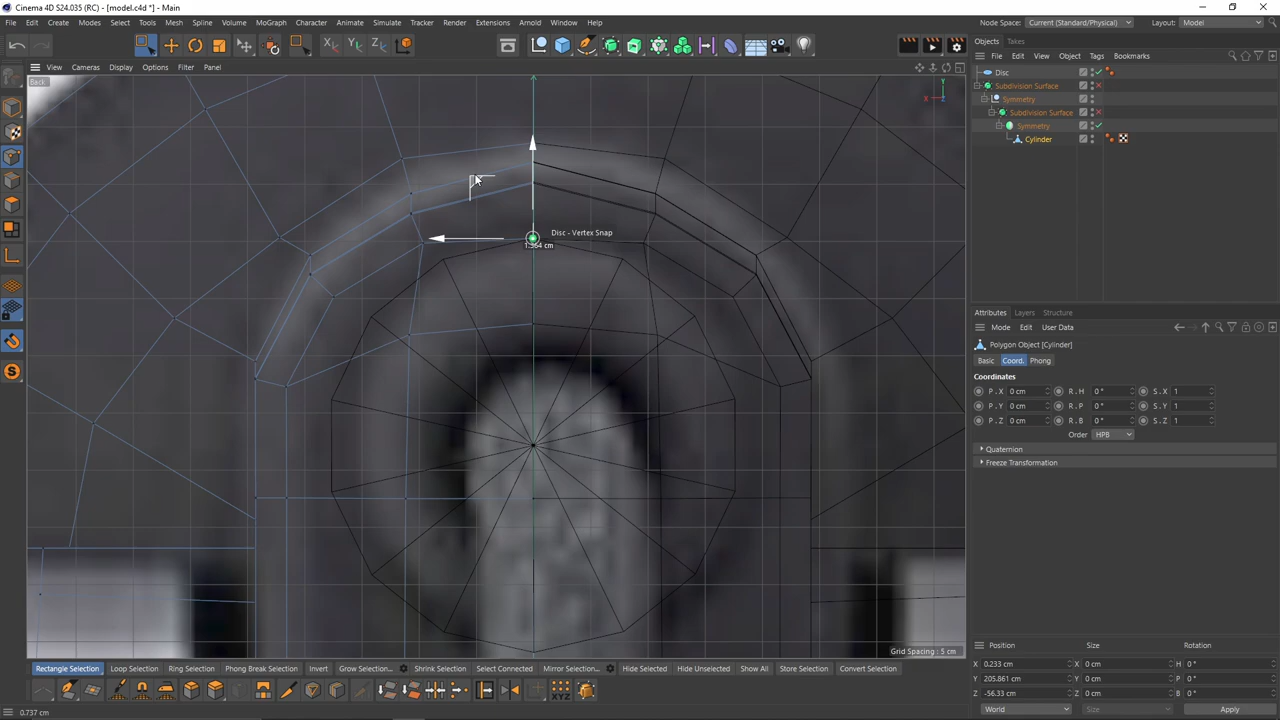 Cinema 4D S24.035 (RC) - [model.c4d *] - Main
File Edit Create Modes Select Tools Mesh Spline Volume MoGraph Character Animate Simulate Tracker Render Extensions Arnold Window Help
Node Space: Current (Standard/Physical) Layout: Model
X Y Z
Objects Takes
View Cameras Display Options Filter Panel
File Edit View Object Tags Bookmarks
Back
Y
X Z
Disc
Subdivision Surface
Symmetry
Subdivision Surface
Symmetry
Cylinder
Disc - Vertex Snap
1.364 cm
Attributes Layers Structure
Mode Edit User Data
Polygon Object [Cylinder]
Basic Coord. Phong
Coordinates
P . X 0 cm R . H 0 ° S . X 1
P . Y 0 cm R . P 0 ° S . Y 1
P . Z 0 cm R . B 0 ° S . Z 1
Order HPB
Quaternion
Freeze Transformation
Grid Spacing : 5 cm
Position Size Rotation
X 0.233 cm X 0 cm H 0 °
Y 205.861 cm Y 0 cm P 0 °
Z -56.33 cm Z 0 cm B 0 °
World Size Apply
Rectangle Selection Loop Selection Ring Selection Phong Break Selection Invert Grow Selection... Shrink Selection Select Connected Mirror Selection... Hide Selected Hide Unselected Show All Store Selection Convert Selection
XYZ
0.737 cm